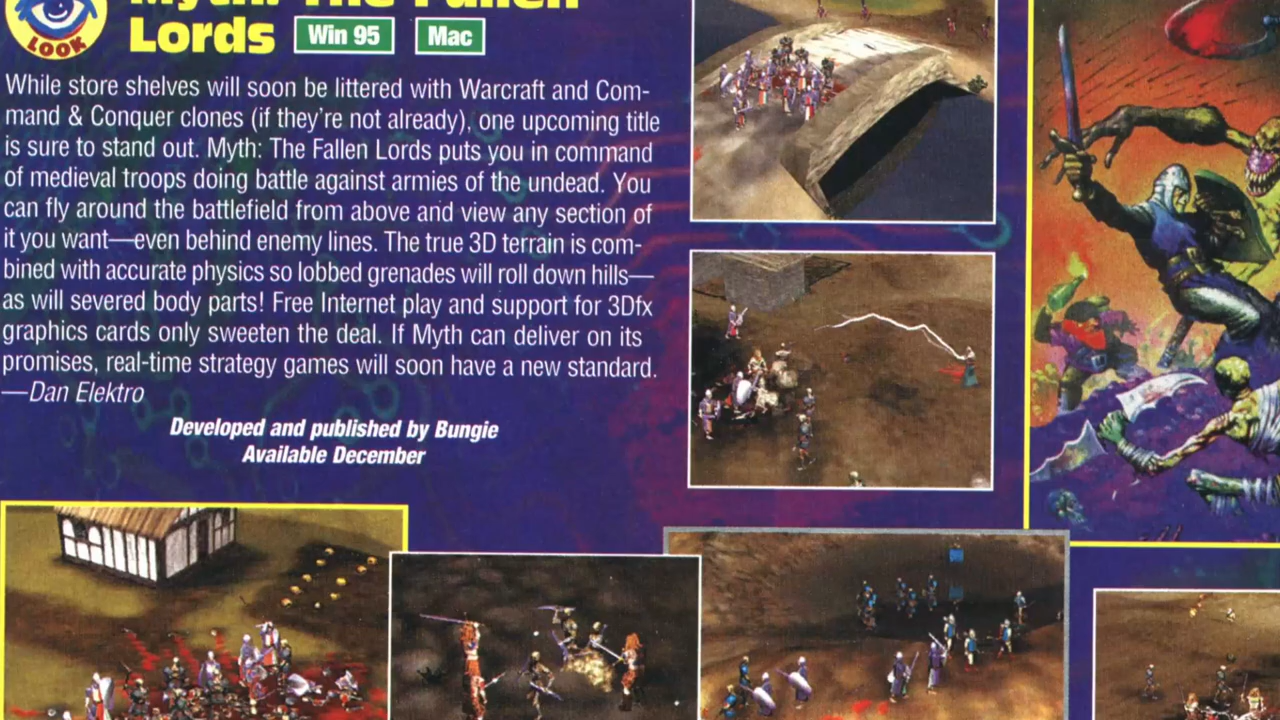 LOOK
Myth: The Fallen
Lords Win 95 Mac
While store shelves will soon be littered with Warcraft and Com-
mand & Conquer clones (if they're not already), one upcoming title
is sure to stand out. Myth: The Fallen Lords puts you in command
of medieval troops doing battle against armies of the undead. You
can fly around the battlefield from above and view any section of
it you want—even behind enemy lines. The true 3D terrain is com-
bined with accurate physics so lobbed grenades will roll down hills—
as will severed body parts! Free Internet play and support for 3Dfx
graphics cards only sweeten the deal. If Myth can deliver on its
promises, real-time strategy games will soon have a new standard.
—Dan Elektro
Developed and published by Bungie
Available December